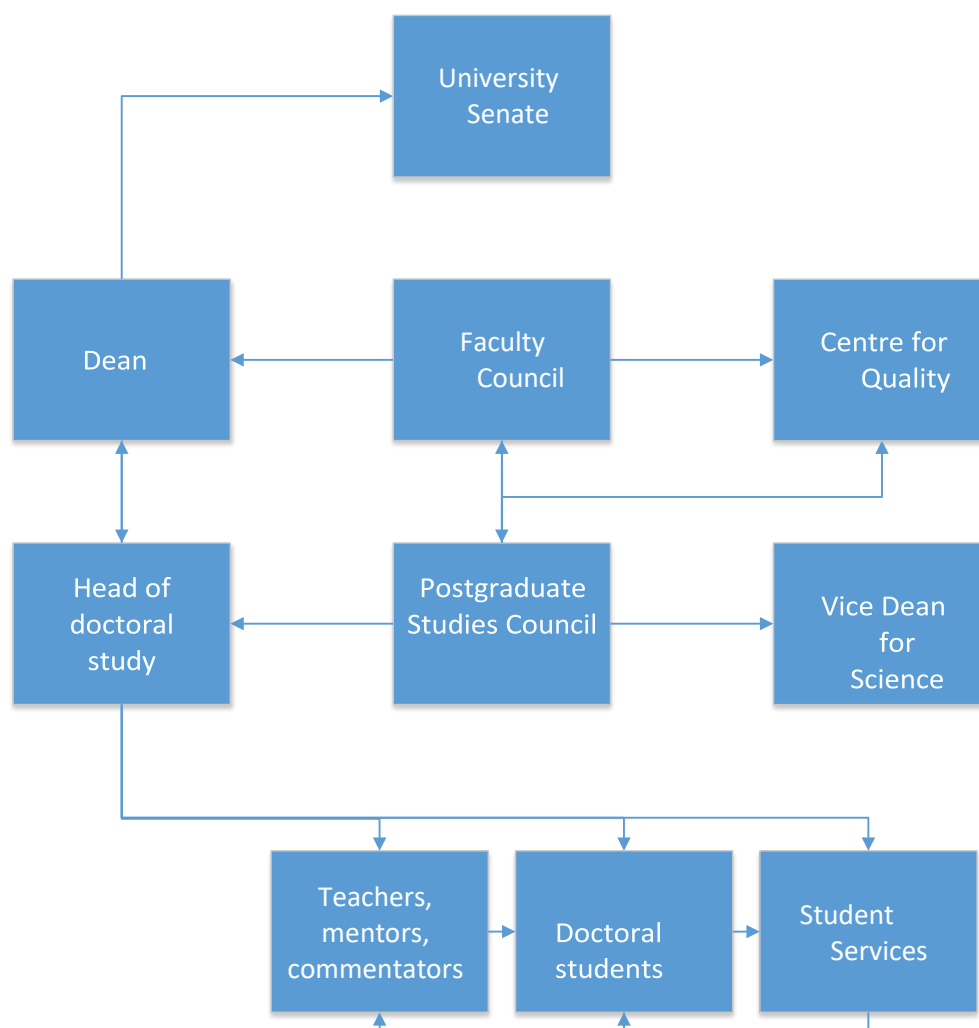 University
Senate
Dean
Faculty
Council
Centre for
Quality
Head of
doctoral
study
Postgraduate
Studies Council
Vice Dean
for
Science
Teachers,
mentors,
commentators
Doctoral
students
Student
Services